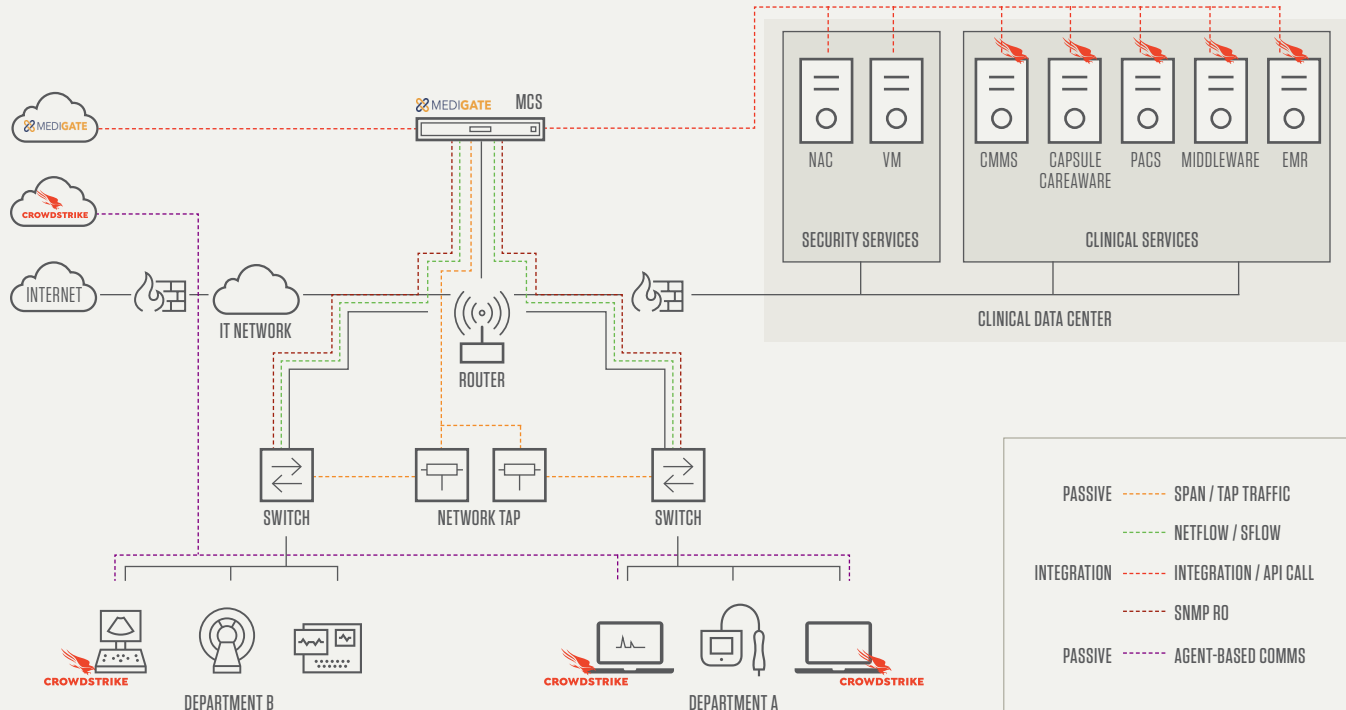 MEDIGATE
MCS
MEDIGATE
NAC
VM
CMMS
CAPSULE
CAREAWARE
PACS
MIDDLEWARE
EMR
CROWDSTRIKE
SECURITY SERVICES
CLINICAL SERVICES
INTERNET
IT NETWORK
CLINICAL DATA CENTER
ROUTER
SWITCH
NETWORK TAP
SWITCH
PASSIVE
SPAN / TAP TRAFFIC
NETFLOW / SFLOW
INTEGRATION
INTEGRATION / API CALL
SNMP RO
PASSIVE
AGENT-BASED COMMS
CROWDSTRIKE
CROWDSTRIKE
CROWDSTRIKE
DEPARTMENT B
DEPARTMENT A